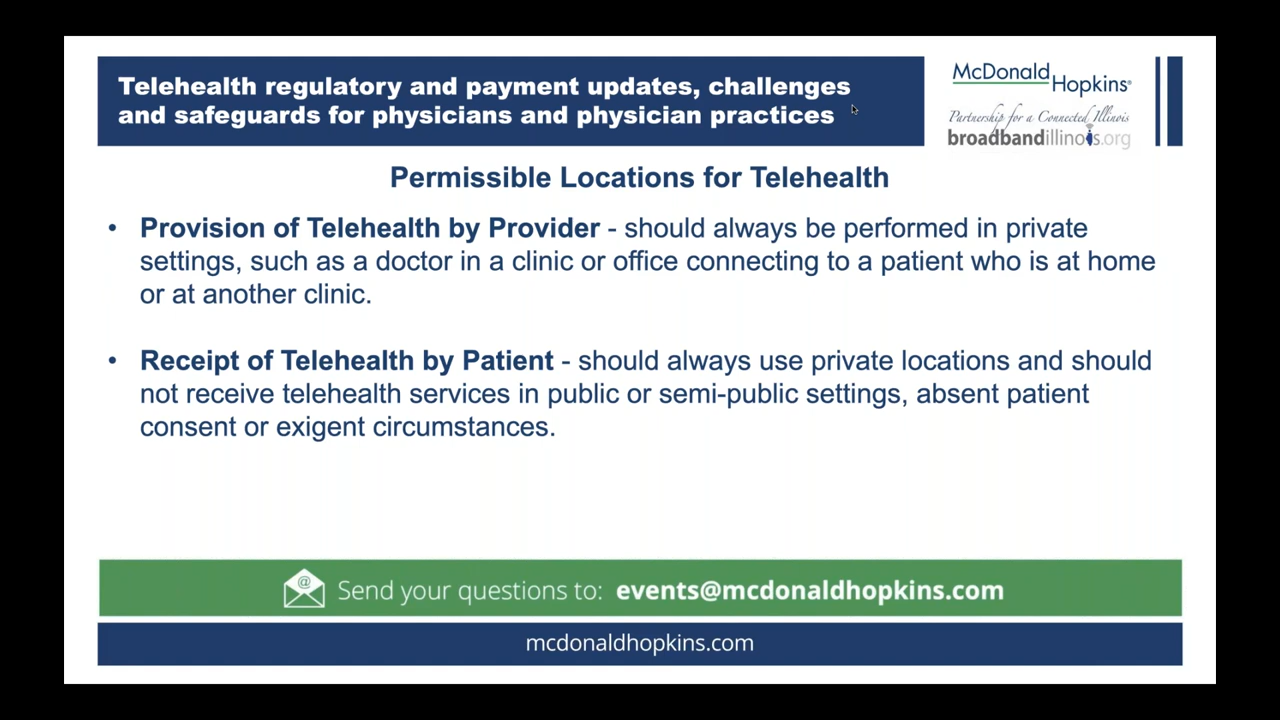 Telehealth regulatory and payment updates, challenges
and safeguards for physicians and physician practices
McDonald
Hopkins®
Partnership for a Connected Illinois
broadbandillinois.org
Permissible Locations for Telehealth
• Provision of Telehealth by Provider - should always be performed in private
settings, such as a doctor in a clinic or office connecting to a patient who is at home
or at another clinic.
• Receipt of Telehealth by Patient - should always use private locations and should
not receive telehealth services in public or semi-public settings, absent patient
consent or exigent circumstances.
@ Send your questions to: events@mcdonaldhopkins.com
mcdonaldhopkins.com